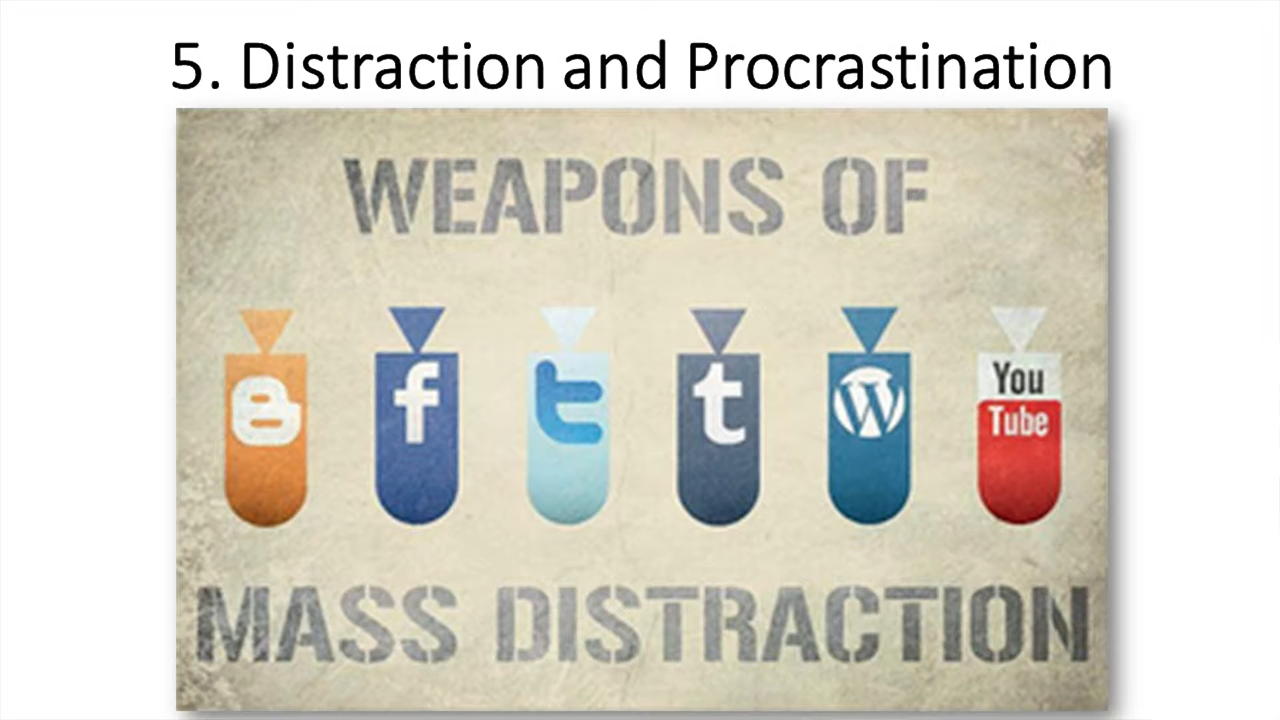 5. Distraction and Procrastination
WEAPONS OF
f t t W You
Tube
MASS DISTRACTION